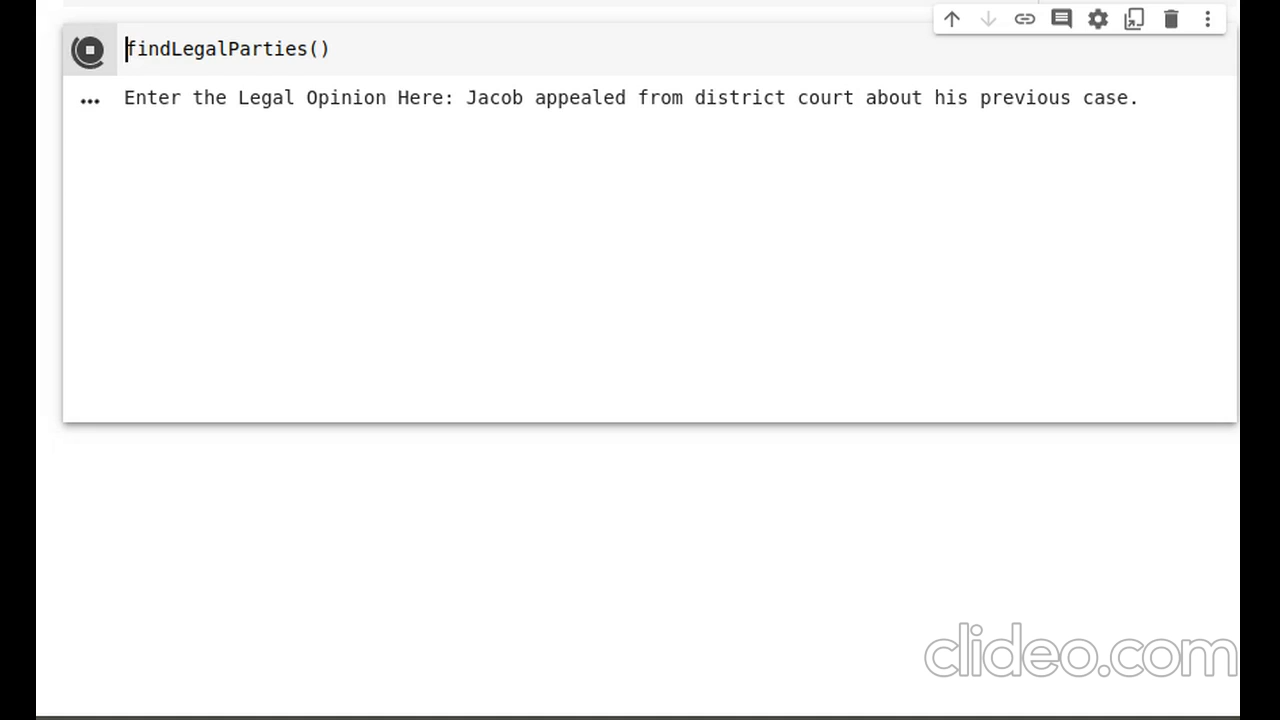 findLegalParties()
Enter the Legal Opinion Here: Jacob appealed from district court about his previous case.
clideo.com